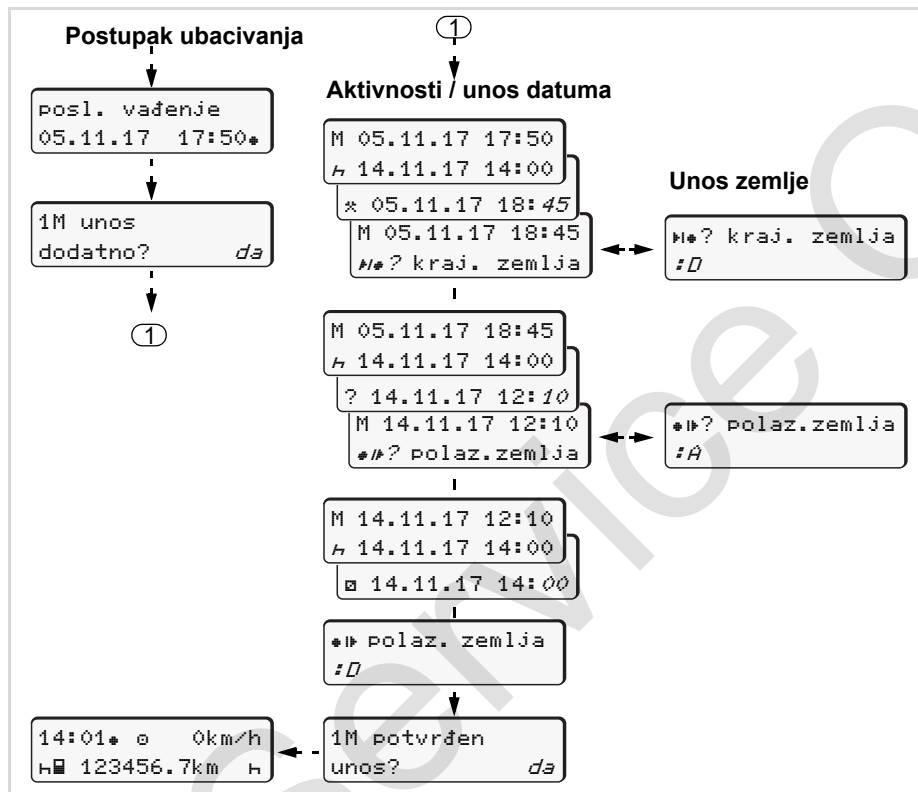 Postupak ubacivanja
posl. vađenje
05.11.17 17:50
1M unos
dodatno? da
1
1
Aktivnosti / unos datuma
M 05.11.17 17:50
14.11.17 14:00
05.11.17 18:45
M 05.11.17 18:45
? kraj. zemlja
Unos zemlje
? kraj. zemlja
:D
M 05.11.17 18:45
14.11.17 14:00
? 14.11.17 12:10
M 14.11.17 12:10
? polaz.zemlja
? polaz.zemlja
:A
M 14.11.17 12:10
14.11.17 14:00
14.11.17 14:00
polaz. zemlja
:D
1M potvrđen
unos? da
14:01 0km/h
123456.7km
Service O